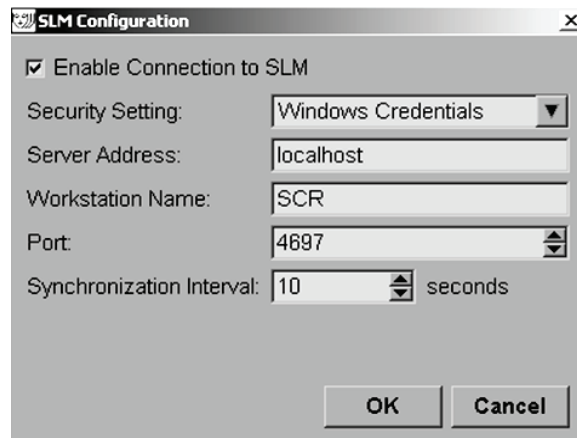 SLM Configuration
Enable Connection to SLM
Security Setting: Windows Credentials
Server Address: localhost
Workstation Name: SCR
Port: 4697
Synchronization Interval: 10 seconds
OK Cancel